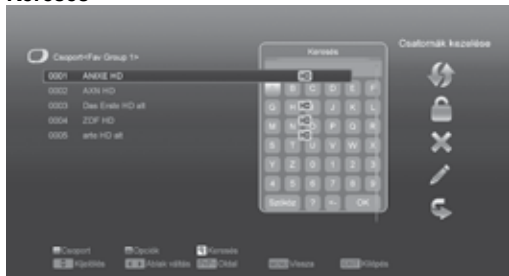 Keresés
Csatornák kezelése
Csoport<Fav Group 1>
Keresés
0001 ANIXE HD
0002 AXN HD
0003 Das Erste HD alt
0004 ZDF HD
0005 arte HD alt
B C D E F
G H I J K L
M N O P Q R
S T U V W X
Y Z 0 1 2 3
4 5 6 7 8 9
Szóköz ? <- OK
Csoport Opciók Keresés
Kijelölés Ablak váltás Oldal Vissza Kilépés